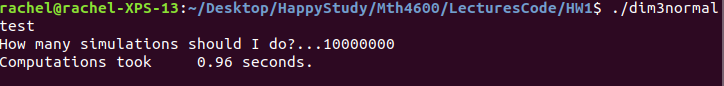 rachel@rachel-XPS-13:~/Desktop/HappyStudy/Mth4600/LecturesCode/HW1$ ./dim3normal
test
How many simulations should I do?...10000000
Computations took     0.96 seconds.